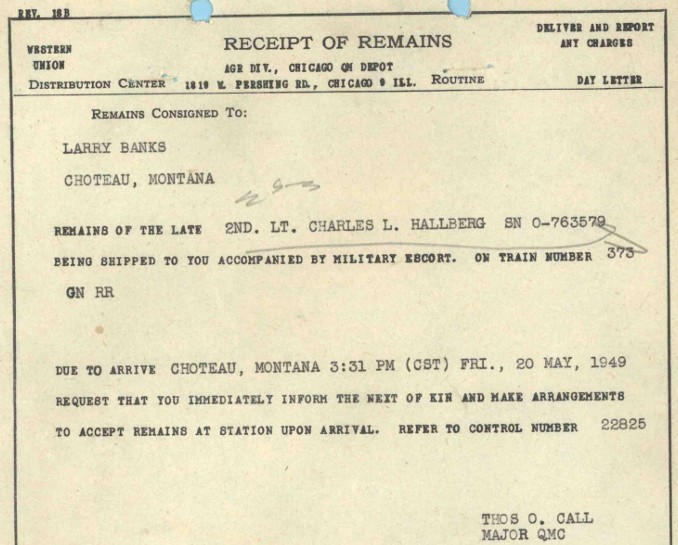 REV. 18B
DELIVER AND REPORT
ANY CHARGES
WESTERN
UNION
RECEIPT OF REMAINS
AGR DIV., CHICAGO QM DEPOT
DISTRIBUTION CENTER 1819 W. PERSHING RD., CHICAGO 9 ILL. ROUTINE DAY LETTER
REMAINS CONSIGNED TO:
LARRY BANKS
CHOTEAU, MONTANA
REMAINS OF THE LATE 2ND. LT. CHARLES L. HALLBERG SN O-763579
BEING SHIPPED TO YOU ACCOMPANIED BY MILITARY ESCORT. ON TRAIN NUMBER 373
GN RR
DUE TO ARRIVE CHOTEAU, MONTANA 3:31 PM (CST) FRI., 20 MAY, 1949
REQUEST THAT YOU IMMEDIATELY INFORM THE NEXT OF KIN AND MAKE ARRANGEMENTS
TO ACCEPT REMAINS AT STATION UPON ARRIVAL. REFER TO CONTROL NUMBER 22825
THOS O. CALL
MAJOR QMC